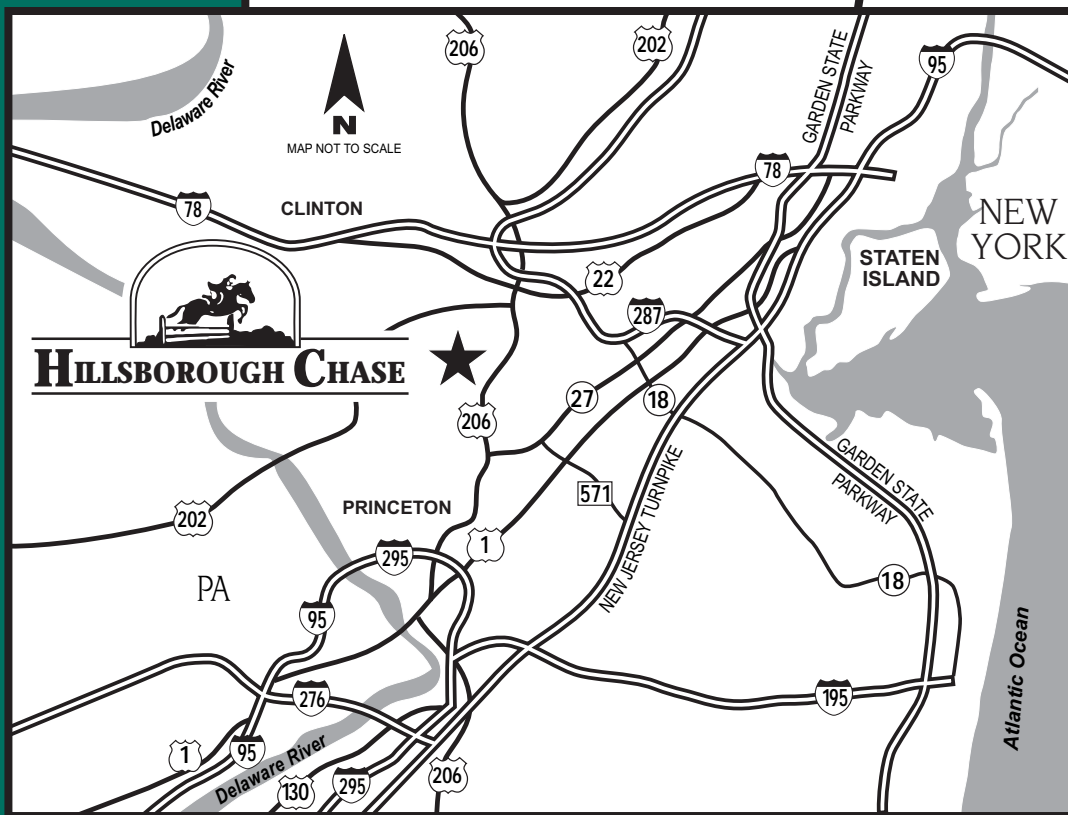 206
202
GARDEN STATE
PARKWAY
95
Delaware River
N
MAP NOT TO SCALE
78
78
CLINTON
NEW
YORK
STATEN
ISLAND
22
287
HILLSBOROUGH CHASE
27
18
206
GARDEN STATE
PARKWAY
571
202
PRINCETON
1
NEW JERSEY TURNPIKE
295
18
PA
95
Atlantic Ocean
276
195
1
95
Delaware River
130
295
206